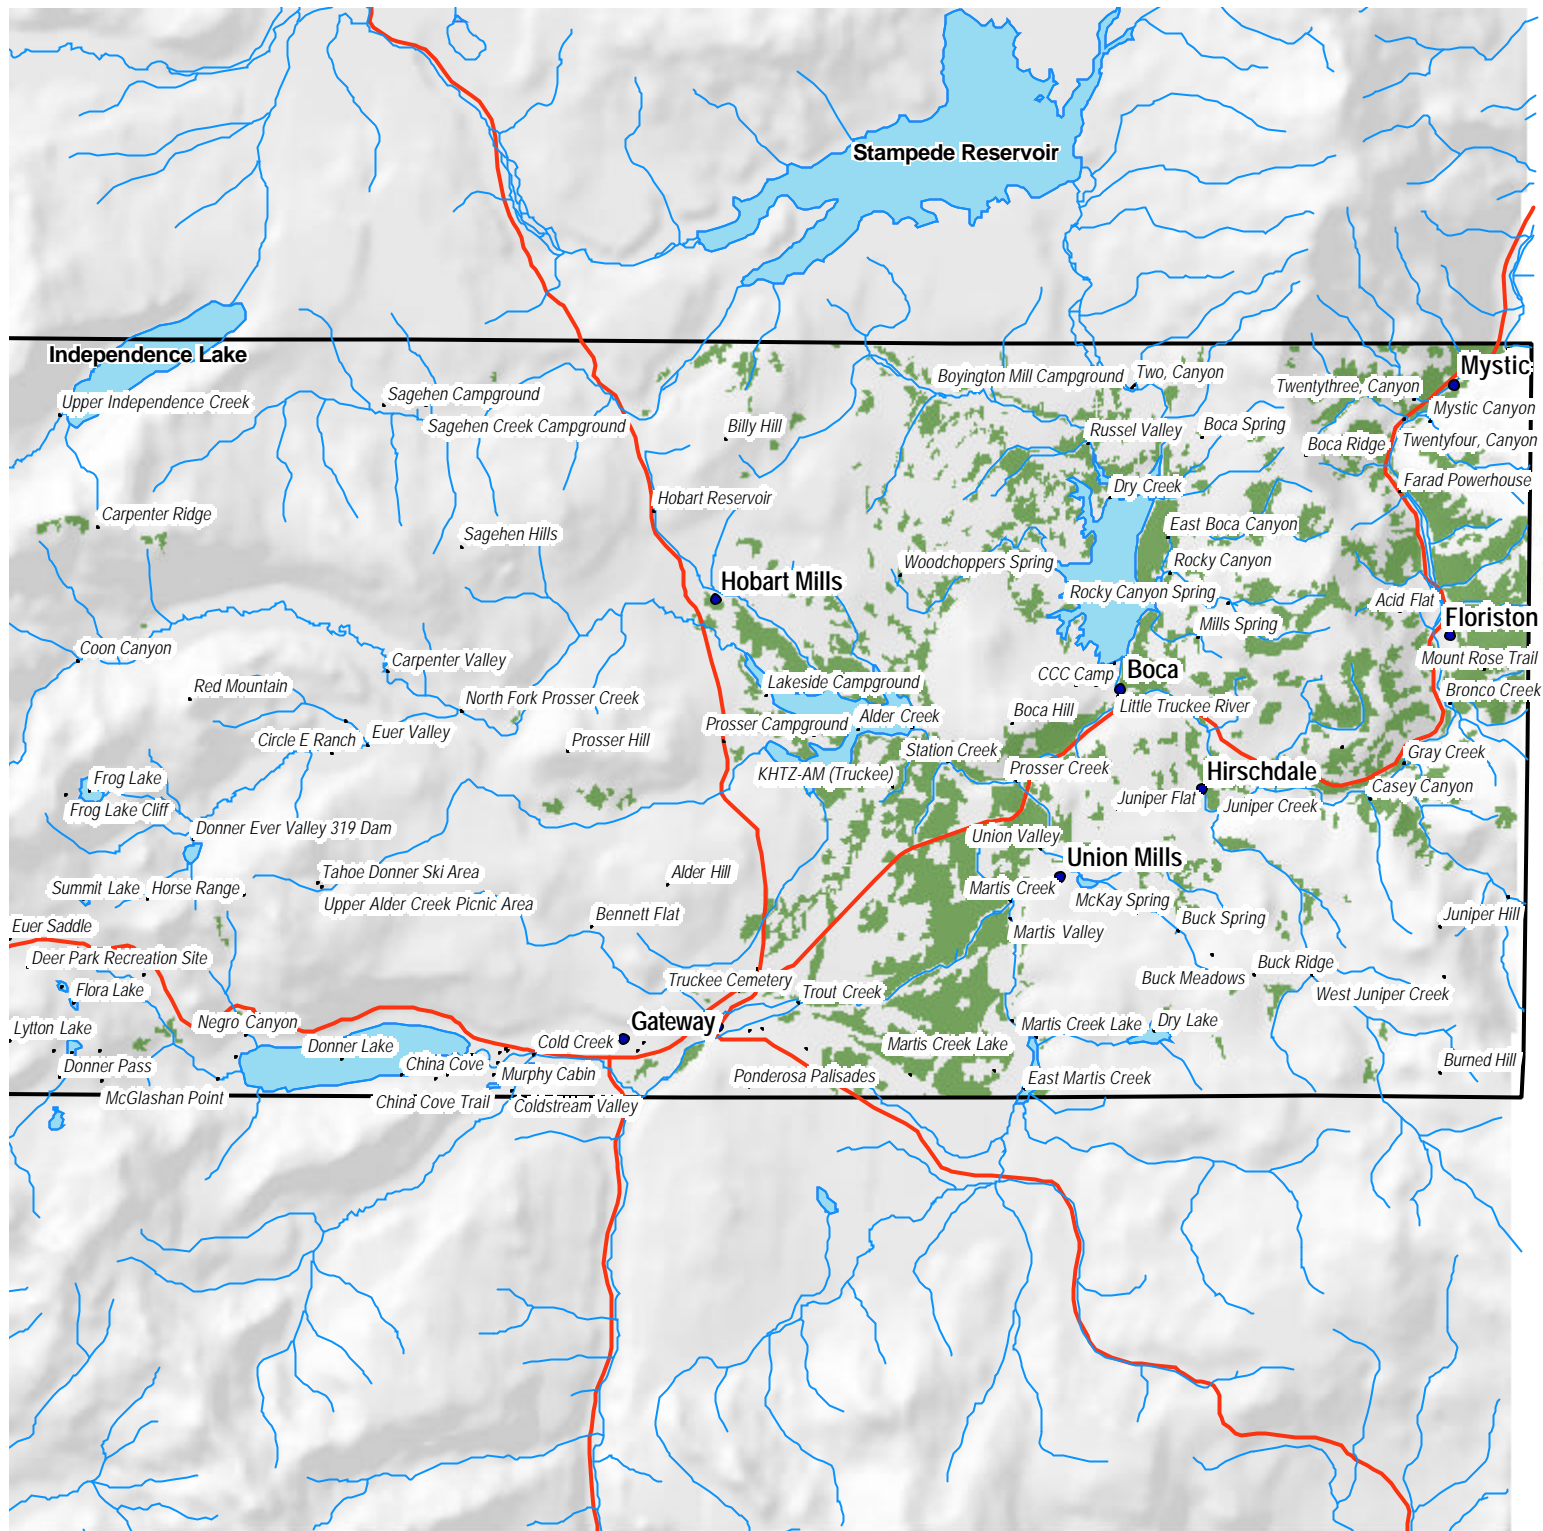 Stampede Reservoir
Independence Lake
Mystic
Boyington Mill Campground
Two, Canyon
Twentythree, Canyon
Upper Independence Creek
Sagehen Campground
Mystic Canyon
Sagehen Creek Campground
Billy Hill
Russel Valley
Boca Spring
Boca Ridge
Twentyfour, Canyon
Farad Powerhouse
Dry Creek
Hobart Reservoir
Carpenter Ridge
East Boca Canyon
Sagehen Hills
Woodchoppers Spring
Rocky Canyon
Hobart Mills
Rocky Canyon Spring
Acid Flat
Floriston
Mills Spring
Coon Canyon
Carpenter Valley
Mount Rose Trail
CCC Camp
Boca
Red Mountain
Lakeside Campground
Bronco Creek
North Fork Prosser Creek
Little Truckee River
Boca Hill
Prosser Campground
Alder Creek
Euer Valley
Circle E Ranch
Prosser Hill
Station Creek
Gray Creek
Prosser Creek
Hirschdale
KHTZ-AM (Truckee)
Frog Lake
Casey Canyon
Juniper Flat
Juniper Creek
Frog Lake Cliff
Donner Ever Valley 319 Dam
Union Valley
Union Mills
Tahoe Donner Ski Area
Alder Hill
Summit Lake
Horse Range
Martis Creek
McKay Spring
Upper Alder Creek Picnic Area
Bennett Flat
Buck Spring
Juniper Hill
Euer Saddle
Martis Valley
Deer Park Recreation Site
Buck Ridge
Truckee Cemetery
Buck Meadows
Flora Lake
Trout Creek
West Juniper Creek
Negro Canyon
Gateway
Lytton Lake
Martis Creek Lake
Dry Lake
Cold Creek
Donner Lake
Martis Creek Lake
China Cove
Donner Pass
Murphy Cabin
Ponderosa Palisades
East Martis Creek
Burned Hill
McGlashan Point
China Cove Trail
Coldstream Valley